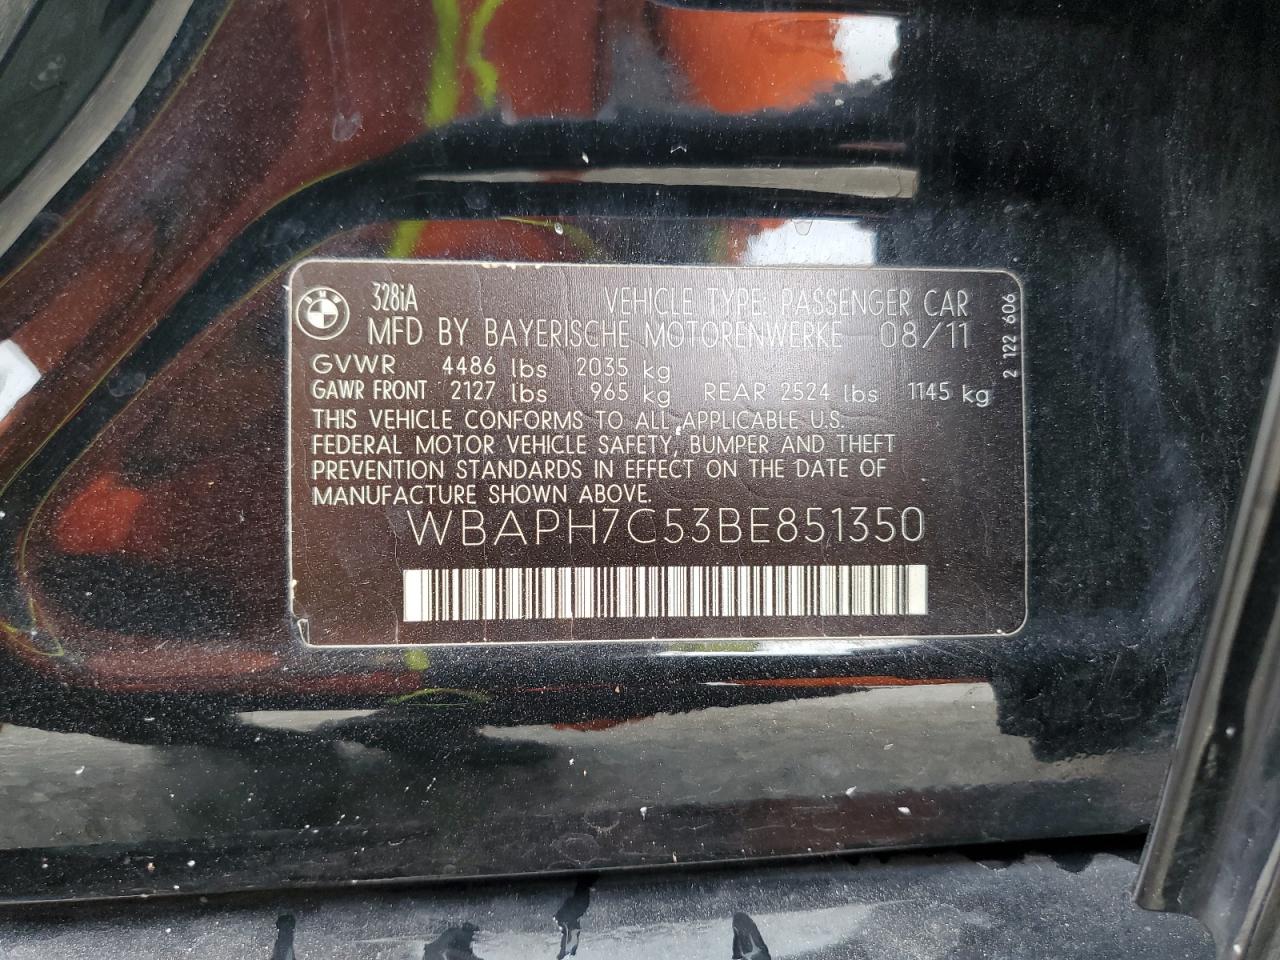 328iA VEHICLE TYPE: PASSENGER CAR
MFD BY BAYERISCHE MOTORENWERKE 08/11
GVWR 4486 lbs 2035 kg
GAWR FRONT 2127 lbs 965 kg REAR 2524 lbs 1145 kg
THIS VEHICLE CONFORMS TO ALL APPLICABLE U.S.
FEDERAL MOTOR VEHICLE SAFETY, BUMPER AND THEFT
PREVENTION STANDARDS IN EFFECT ON THE DATE OF
MANUFACTURE SHOWN ABOVE.
WBAPH7C53BE851350
2 122 606